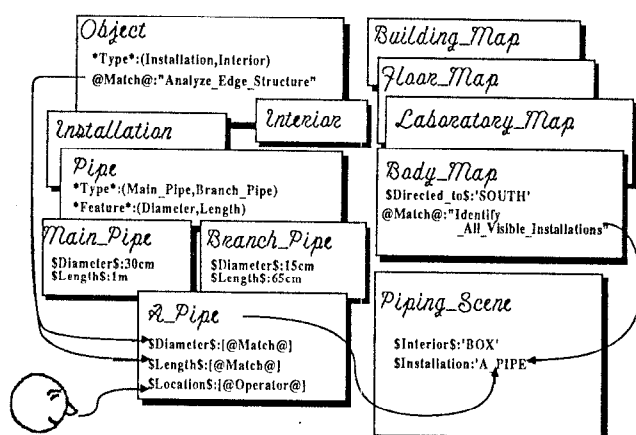 Object
*Type*:(Installation,Interior)
@Match@:"Analyze_Edge_Structure"
Installation
Interior
Pipe
*Type*:(Main_Pipe,Branch_Pipe)
*Feature*:(Diameter,Length)
Main_Pipe
$Diameter$:30cm
$Length$:1m
Branch_Pipe
$Diameter$:15cm
$Length$:65cm
A_Pipe
$Diameter$:[@Match@}
$Length$:[@Match@}
$Location$:[@Operator@}
Building_Map
Floor_Map
Laboratory_Map
Body_Map
$Directed_to$:'SOUTH'
@Match@:"Identify
_All_Visible_Installations"
Piping_Scene
$Interior$:'BOX'
$Installation:'A_PIPE